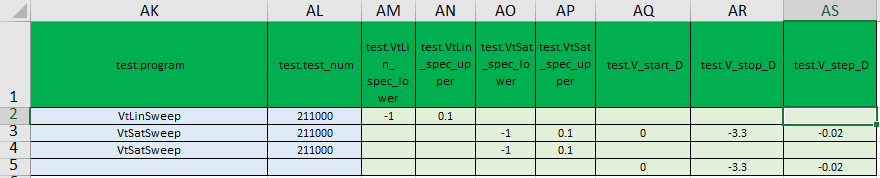 AK AL AM AN AO AP AQ AR AS
1 test.program test.test_num test.VtLin_spec_lower test.VtLin_spec_upper test.VtSat_spec_lower test.VtSat_spec_upper test.V_start_D test.V_stop_D test.V_step_D
2 VtLinSweep 211000 -1 0.1
3 VtSatSweep 211000 -1 0.1 0 -3.3 -0.02
4 VtSatSweep 211000 -1 0.1
5 0 -3.3 -0.02